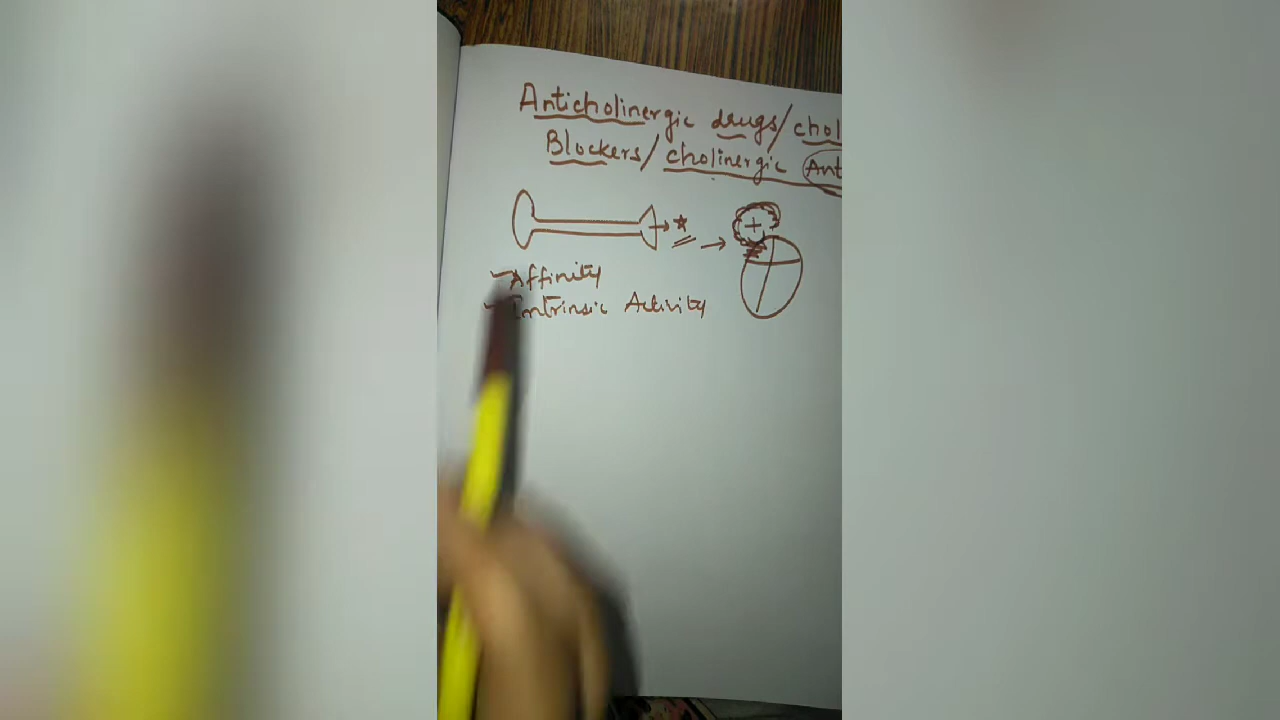 Anticholinergic drugs/chol
Blockers/cholinergic Ant
+
Affinity
Intrinsic Activity